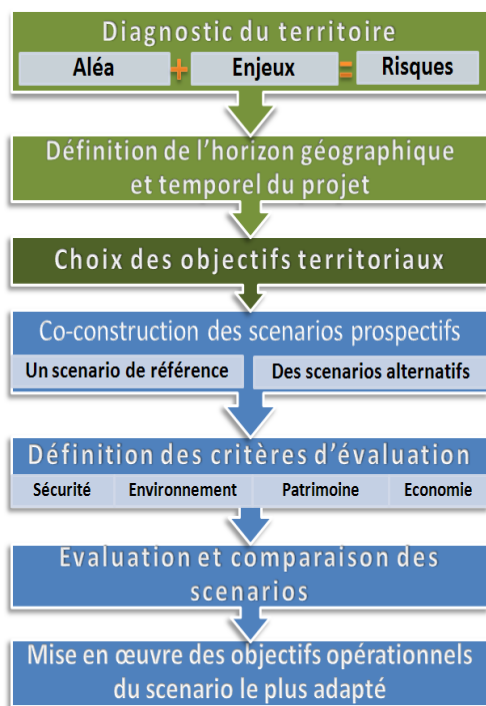 Diagnostic du territoire
Aléa + Enjeux = Risques
Définition de l'horizon géographique
et temporel du projet
Choix des objectifs territoriaux
Co-construction des scenarios prospectifs
Un scenario de référence Des scenarios alternatifs
Définition des critères d'évaluation
Sécurité Environnement Patrimoine Economie
Evaluation et comparaison des
scenarios
Mise en œuvre des objectifs opérationnels
du scenario le plus adapté